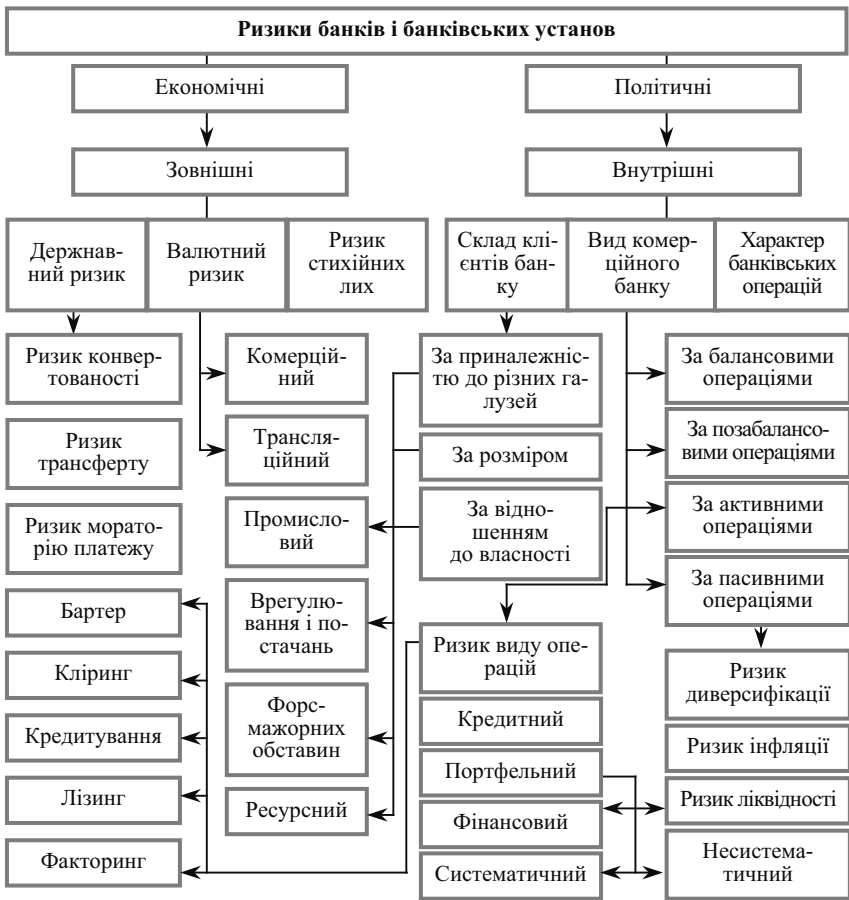 Ризики банків і банківських установ
Економічні
Політичні
Зовнішні
Внутрішні
Державний ризик
Держав-
ний ризик
Валютний
ризик
Ризик
стихійних
лих
Склад клі-
єнтів бан-
ку
Вид комер-
ційного
банку
Характер
банківських
операцій
Ризик конвер-
тованості
Комерцій-
ний
За приналежніс-
тю до різних га-
лузей
За балансовими
операціями
Ризик
трансферту
Трансля-
ційний
За розміром
За позабалансо-
вими операціями
Ризик морато-
рію платежу
Промисло-
вий
За відно-
шенням
до власності
За активними
операціями
Бартер
Врегулю-
вання і по-
стачань
За пасивними
операціями
Кліринг
Ризик виду опе-
рацій
Ризик
диверсифікації
Кредитування
Форс-
мажорних
обставин
Кредитний
Ризик інфляції
Лізинг
Ресурсний
Портфельний
Ризик ліквідності
Фінансовий
Факторинг
Систематичний
Несистема-
тичний